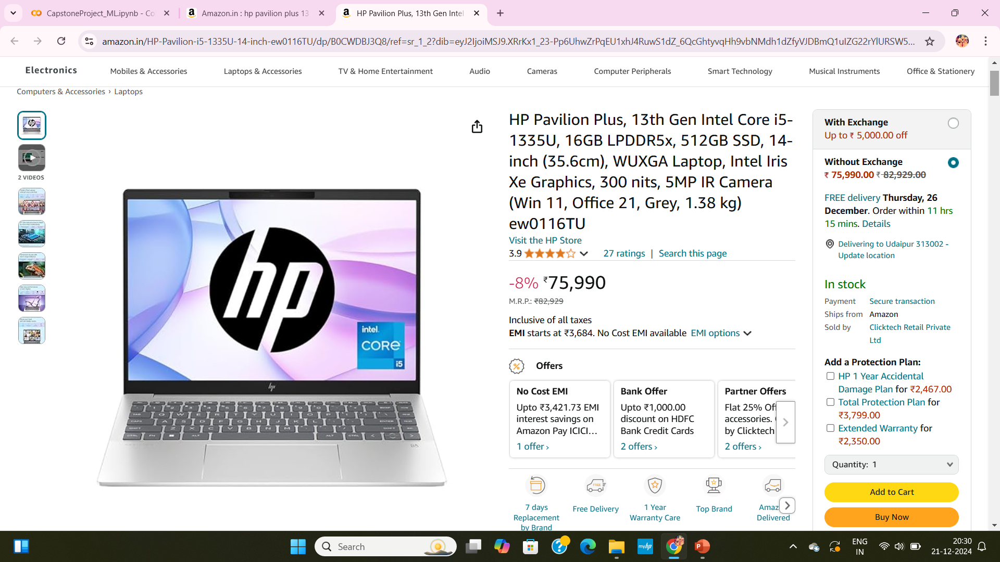 CapstoneProject_ML.ipynb - Co
Amazon.in : hp pavilion plus 13
HP Pavilion Plus, 13th Gen Intel
amazon.in/HP-Pavilion-i5-1335U-14-inch-ew0116TU/dp/B0CWDBJ3Q8/ref=sr_1_2?dib=eyJ2IjoiMSJ9.XRrKx1_23-Pp6UhwZrPqEU1xhJ4RuwS1dZ_6QcGhtyvqHh9vbNMdh1dZfyVJDBmQ1uIZG22rYlURSW5...
Electronics
Mobiles & Accessories
Laptops & Accessories
TV & Home Entertainment
Audio
Cameras
Computer Peripherals
Smart Technology
Musical Instruments
Office & Stationery
Computers & Accessories › Laptops
2 VIDEOS
hp
intel.
CORE
i5
HP Pavilion Plus, 13th Gen Intel Core i5-
1335U, 16GB LPDDR5x, 512GB SSD, 14-
inch (35.6cm), WUXGA Laptop, Intel Iris
Xe Graphics, 300 nits, 5MP IR Camera
(Win 11, Office 21, Grey, 1.38 kg)
ew0116TU
Visit the HP Store
3.9
27 ratings | Search this page
-8% ₹75,990
M.R.P.: ₹82,929
Inclusive of all taxes
EMI starts at ₹3,684. No Cost EMI available EMI options
Offers
No Cost EMI
Upto ₹3,421.73 EMI
interest savings on
Amazon Pay ICICI…
1 offer ›
Bank Offer
Upto ₹1,000.00
discount on HDFC
Bank Credit Cards
2 offers ›
Partner Offers
Flat 25% Off
accessories.
by Clicktech
2 offers ›
7 days
Replacement
by Brand
Free Delivery
1 Year
Warranty Care
Top Brand
Amaz
Delivered
With Exchange
Up to ₹ 5,000.00 off
Without Exchange
₹ 75,990.00 ₹ 82,929.00
FREE delivery Thursday, 26
December. Order within 11 hrs
15 mins. Details
Delivering to Udaipur 313002 -
Update location
In stock
Payment Secure transaction
Ships from Amazon
Sold by Clicktech Retail Private
Ltd
Add a Protection Plan:
HP 1 Year Accidental
Damage Plan for ₹2,467.00
Total Protection Plan for
₹3,799.00
Extended Warranty for
₹2,350.00
Quantity: 1
Add to Cart
Buy Now
Search
myhp
ENG
IN
20:30
21-12-2024